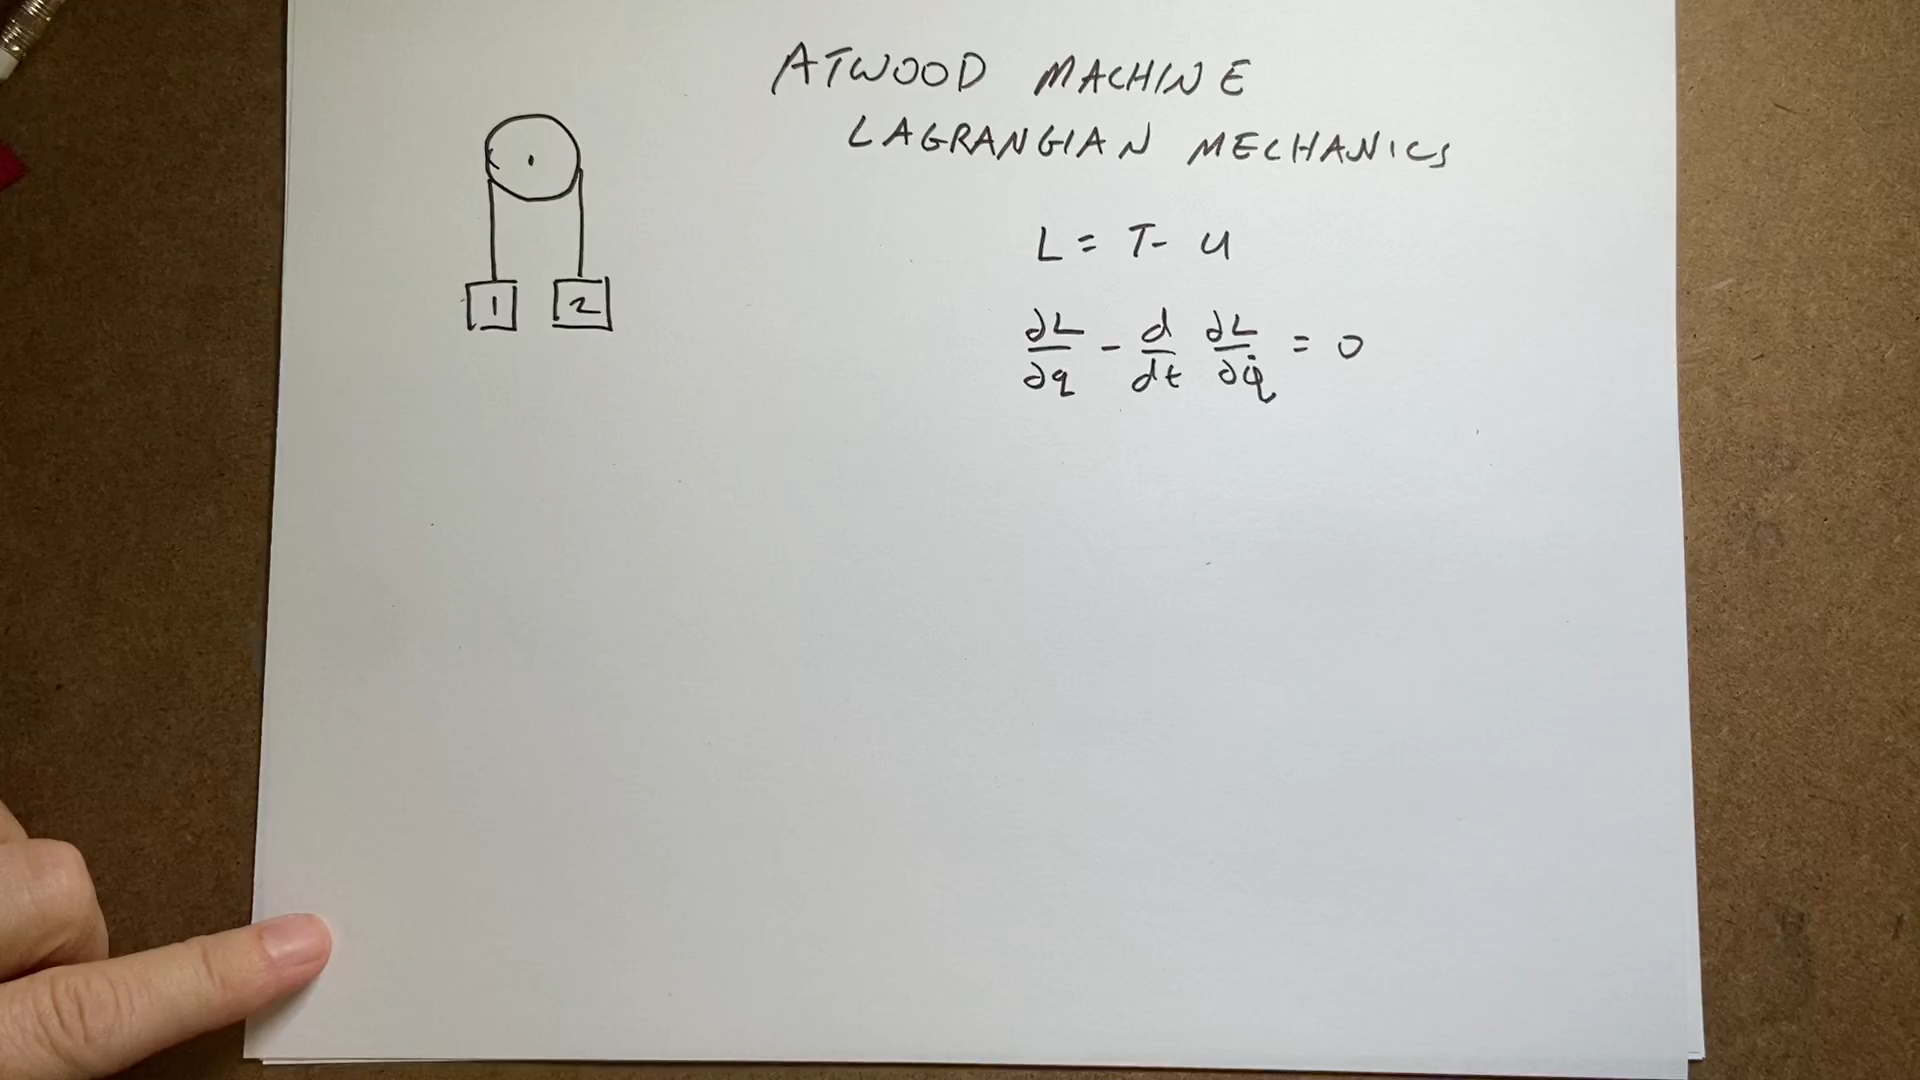 ATWOOD MACHINE
LAGRANGIAN MECHANICS
L = T - U
∂L/∂q - d/dt ∂L/∂q̇ = 0
1 2